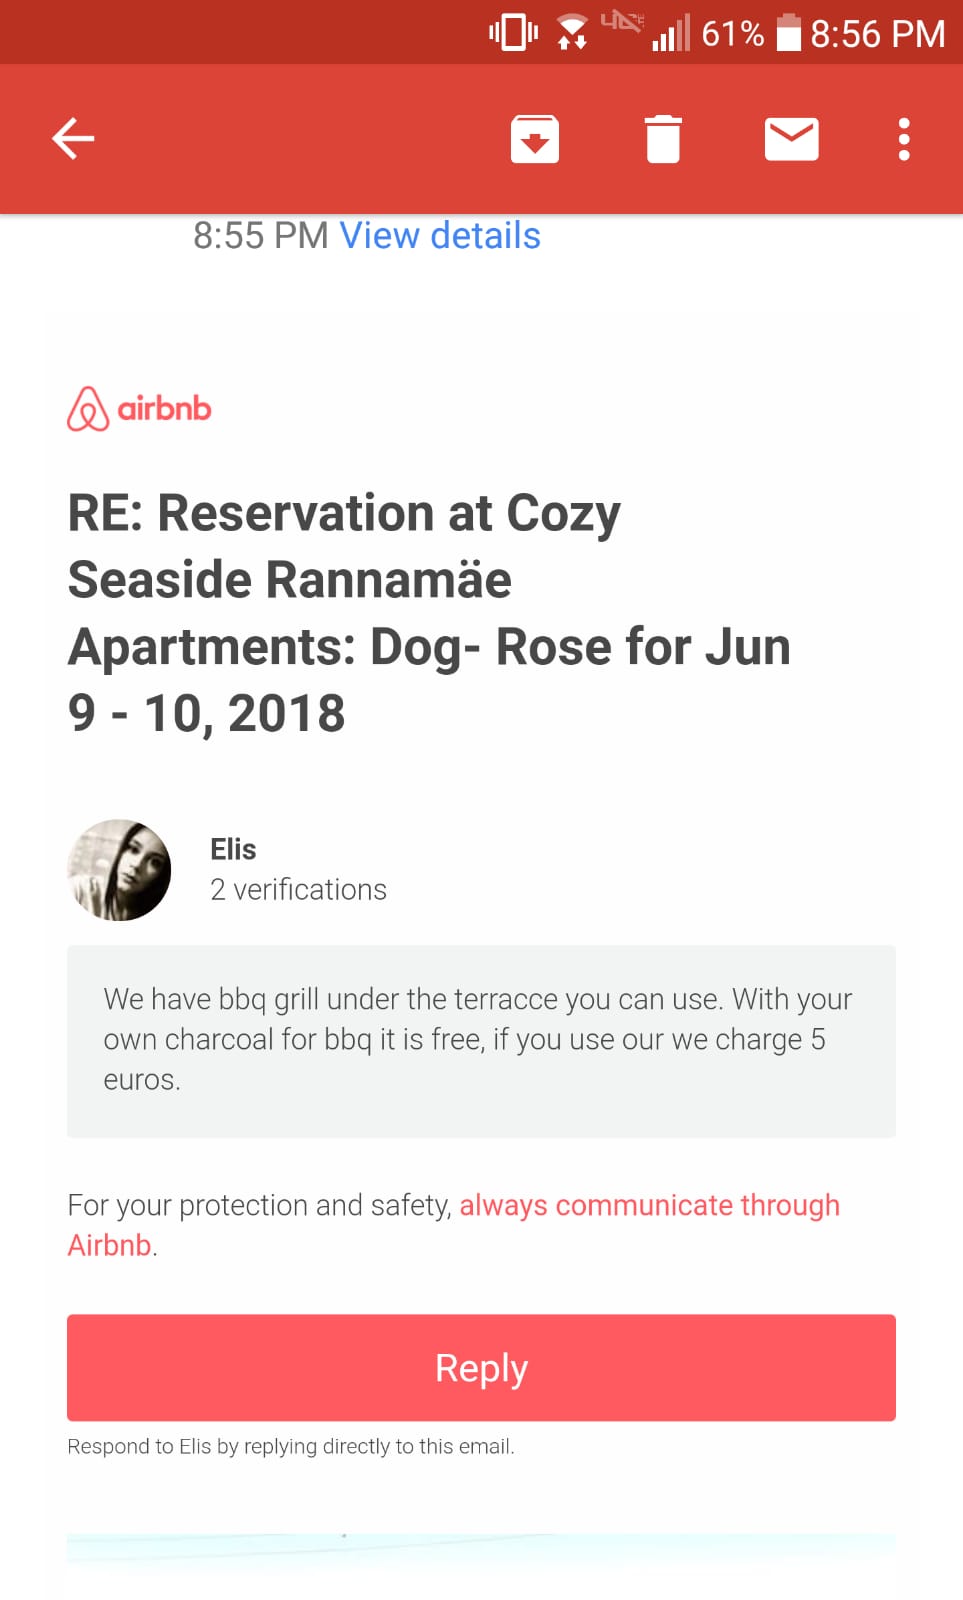 61% 8:56 PM
8:55 PM View details
airbnb
RE: Reservation at Cozy
Seaside Rannamäe
Apartments: Dog- Rose for Jun
9 - 10, 2018
Elis
2 verifications
We have bbq grill under the terracce you can use. With your
own charcoal for bbq it is free, if you use our we charge 5
euros.
For your protection and safety, always communicate through
Airbnb.
Reply
Respond to Elis by replying directly to this email.